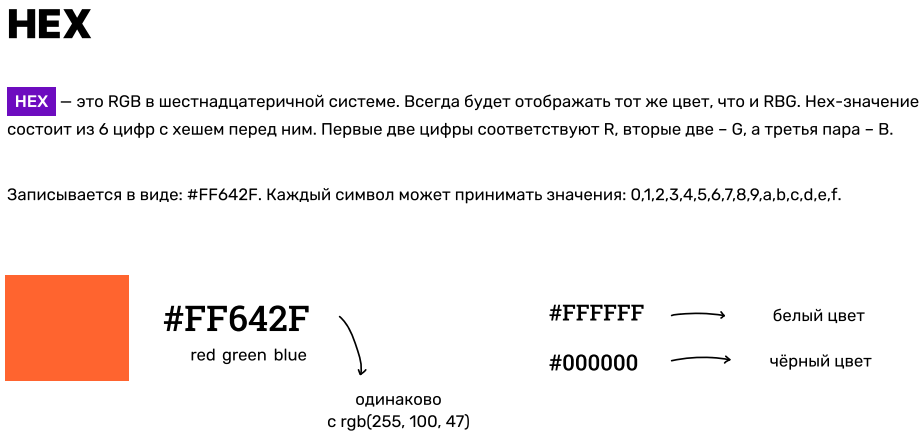 HEX
HEX — это RGB в шестнадцатеричной системе. Всегда будет отображать тот же цвет, что и RBG. Hex-значение
состоит из 6 цифр с хешем перед ним. Первые две цифры соответствуют R, вторые две – G, а третья пара – B.
Записывается в виде: #FF642F. Каждый символ может принимать значения: 0,1,2,3,4,5,6,7,8,9,a,b,c,d,e,f.
#FF642F
red green blue
одинаково
с rgb(255, 100, 47)
#FFFFFF белый цвет
#000000 чёрный цвет